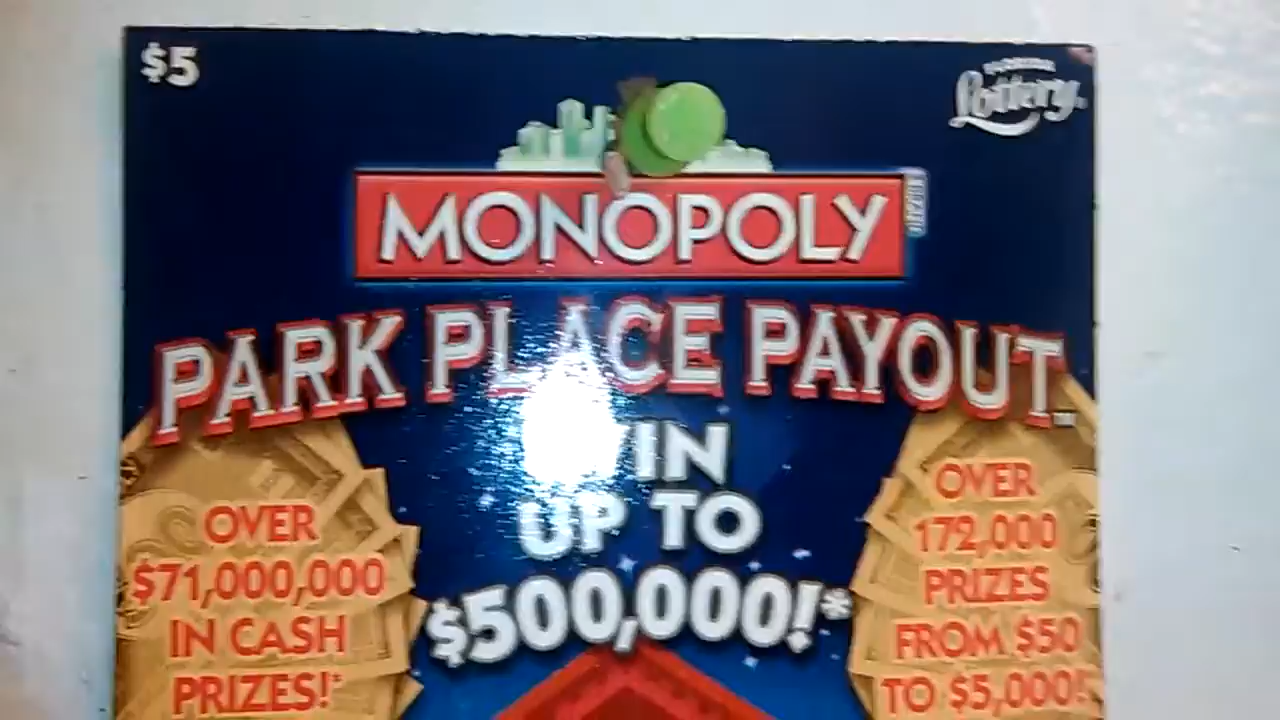 $5
Lottery
MONOPOLY
PARK PLACE PAYOUT
WIN
UP TO
$500,000!*
OVER
$71,000,000
IN CASH
PRIZES!*
OVER
172,000
PRIZES
FROM $50
TO $5,000!